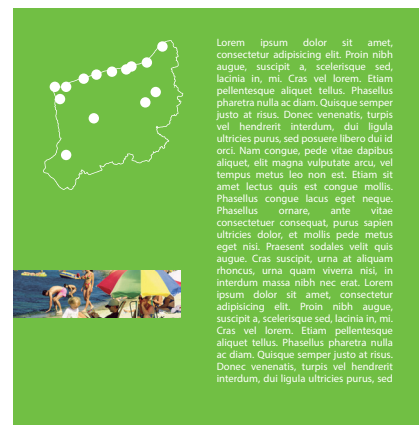 Lorem ipsum dolor sit amet,
consectetur adipisicing elit. Proin nibh
augue, suscipit a, scelerisque sed,
lacinia in, mi. Cras vel lorem. Etiam
pellentesque aliquet tellus. Phasellus
pharetra nulla ac diam. Quisque semper
justo at risus. Donec venenatis, turpis
vel hendrerit interdum, dui ligula
ultricies purus, sed posuere libero dui id
orci. Nam congue, pede vitae dapibus
aliquet, elit magna vulputate arcu, vel
tempus metus leo non est. Etiam sit
amet lectus quis est congue mollis.
Phasellus congue lacus eget neque.
Phasellus ornare, ante vitae
consectetuer consequat, purus sapien
ultricies dolor, et mollis pede metus
eget nisi. Praesent sodales velit quis
augue. Cras suscipit, urna at aliquam
rhoncus, urna quam viverra nisi, in
interdum massa nibh nec erat. Lorem
ipsum dolor sit amet, consectetur
adipisicing elit. Proin nibh augue,
suscipit a, scelerisque sed, lacinia in, mi.
Cras vel lorem. Etiam pellentesque
aliquet tellus. Phasellus pharetra nulla
ac diam. Quisque semper justo at risus.
Donec venenatis, turpis vel hendrerit
interdum, dui ligula ultricies purus, sed